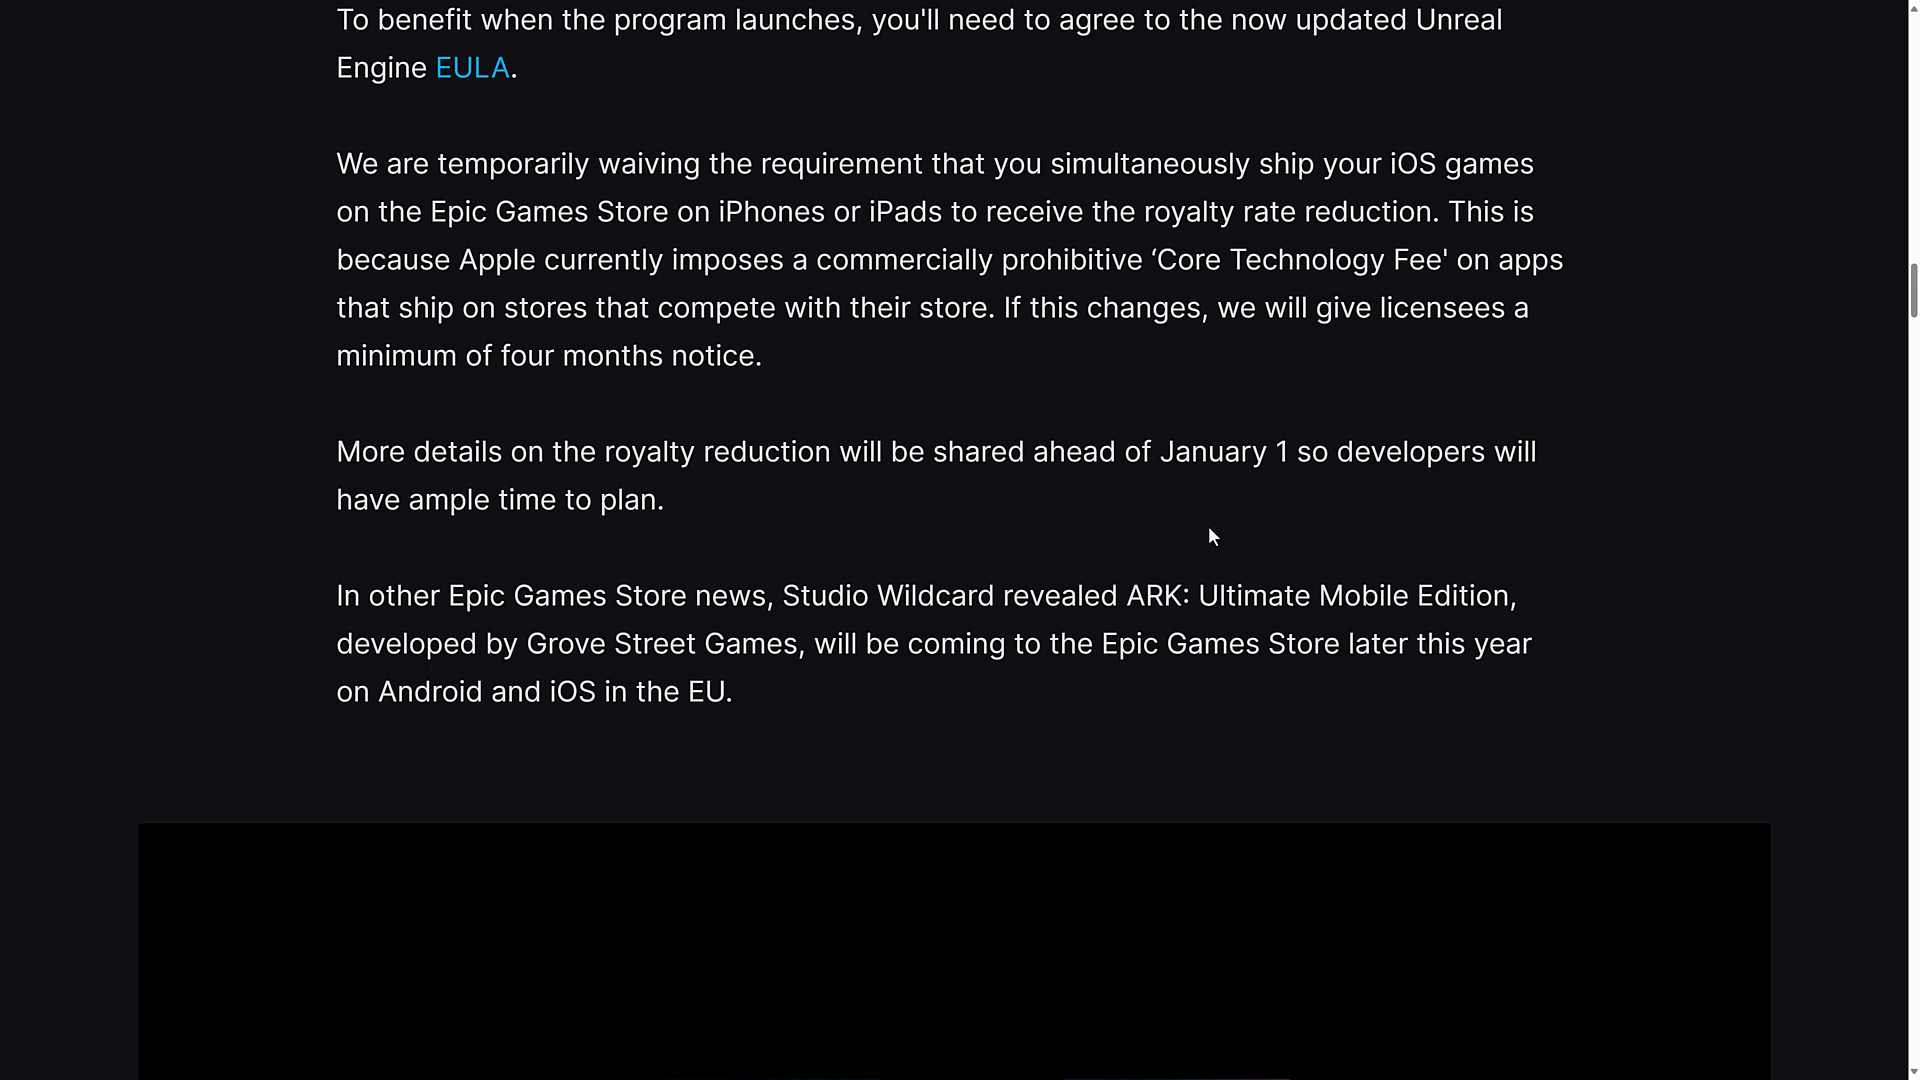 To benefit when the program launches, you'll need to agree to the now updated Unreal
Engine EULA.
We are temporarily waiving the requirement that you simultaneously ship your iOS games
on the Epic Games Store on iPhones or iPads to receive the royalty rate reduction. This is
because Apple currently imposes a commercially prohibitive ‘Core Technology Fee' on apps
that ship on stores that compete with their store. If this changes, we will give licensees a
minimum of four months notice.
More details on the royalty reduction will be shared ahead of January 1 so developers will
have ample time to plan.
In other Epic Games Store news, Studio Wildcard revealed ARK: Ultimate Mobile Edition,
developed by Grove Street Games, will be coming to the Epic Games Store later this year
on Android and iOS in the EU.